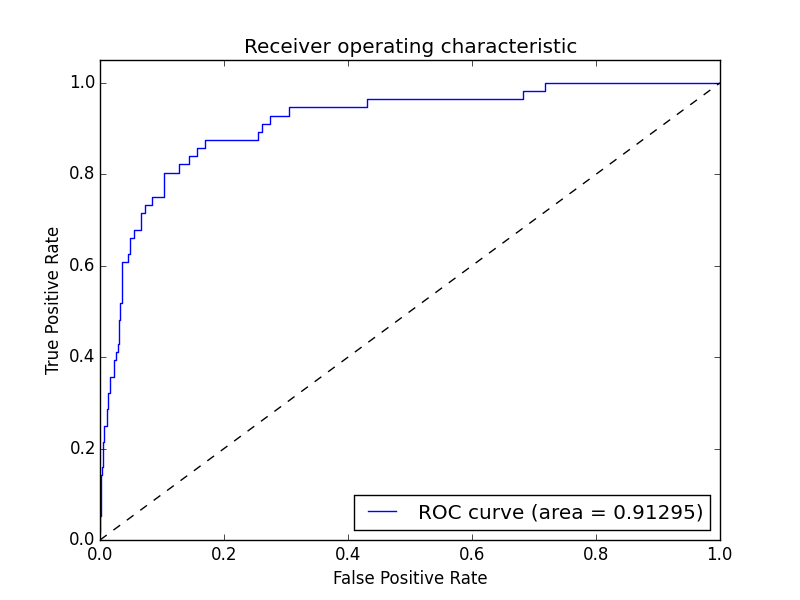 Receiver operating characteristic
1.0
0.8
0.6
0.4
0.2
0.0
True Positive Rate
ROC curve (area = 0.91295)
0.0 0.2 0.4 0.6 0.8 1.0
False Positive Rate